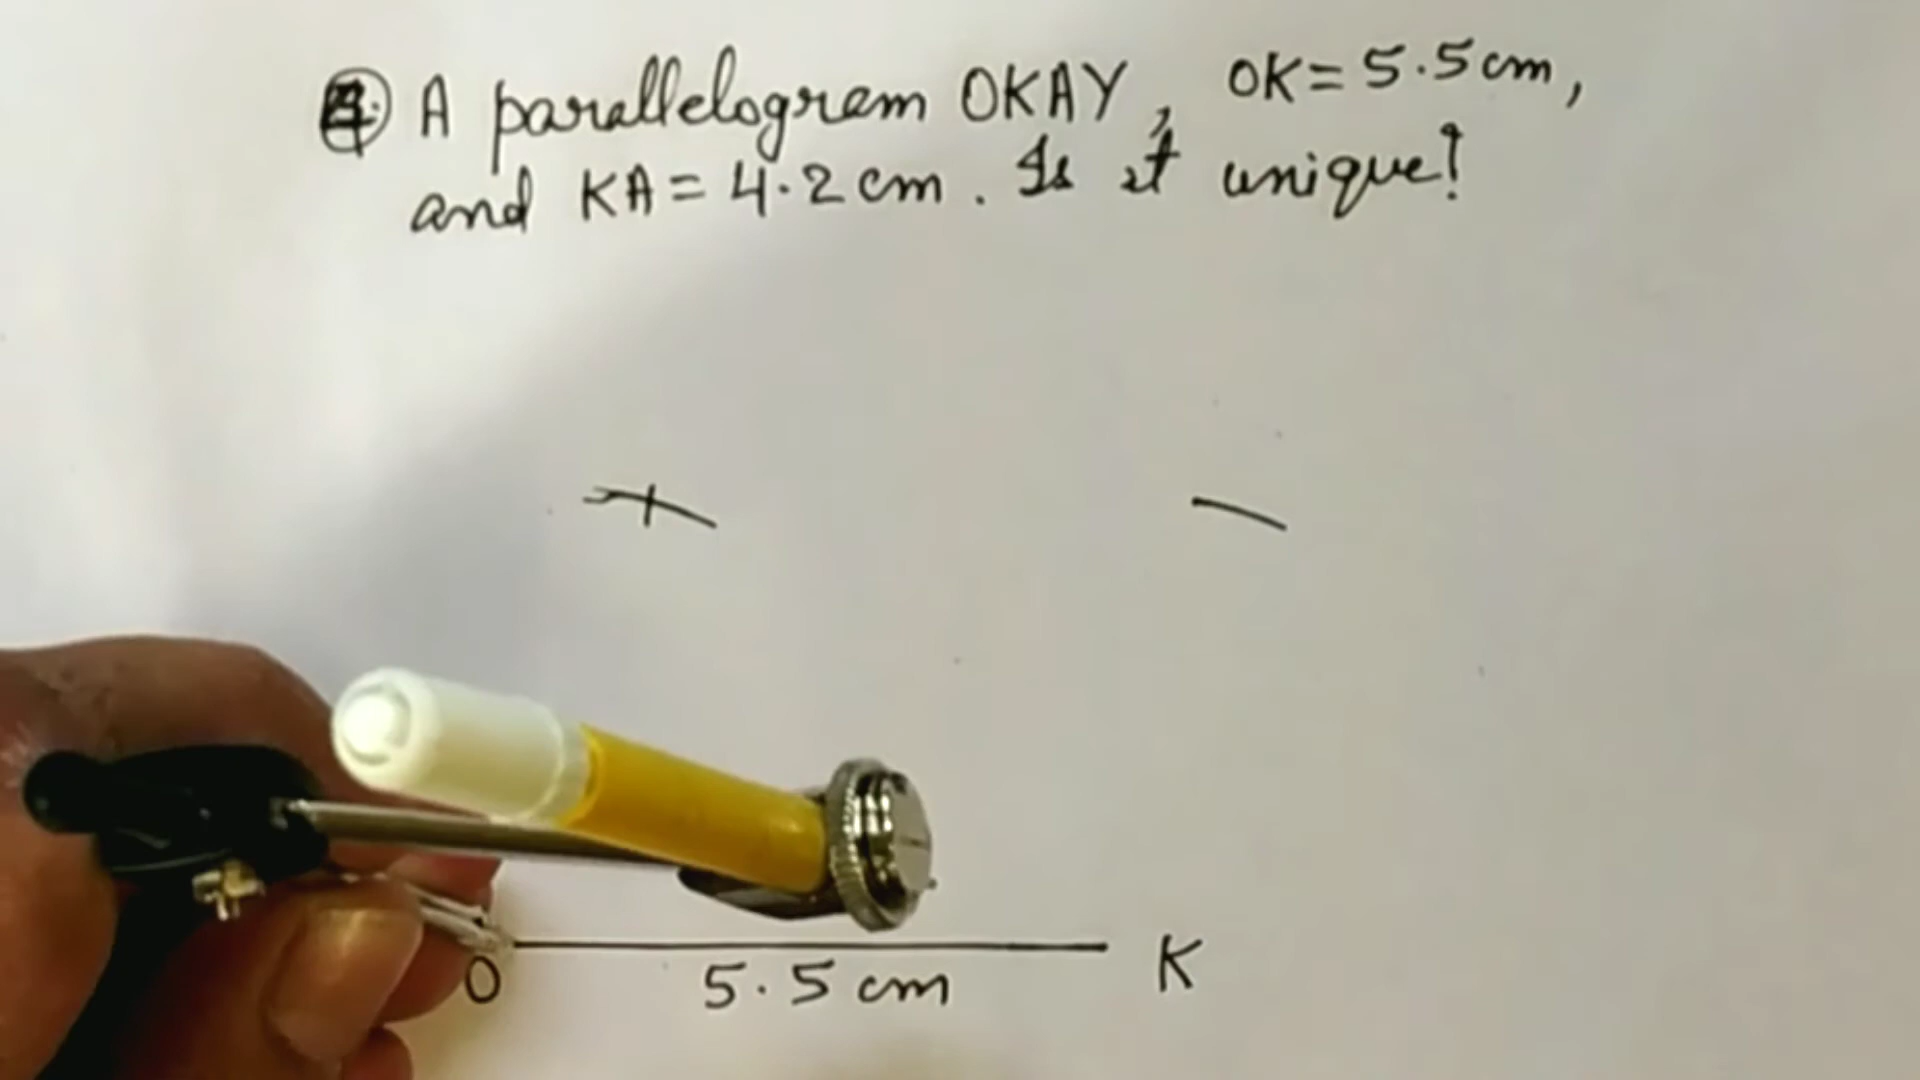 4. A parallelogram OKAY, OK = 5.5 cm,
and KA = 4.2 cm. Is it unique?
O
5.5 cm
K